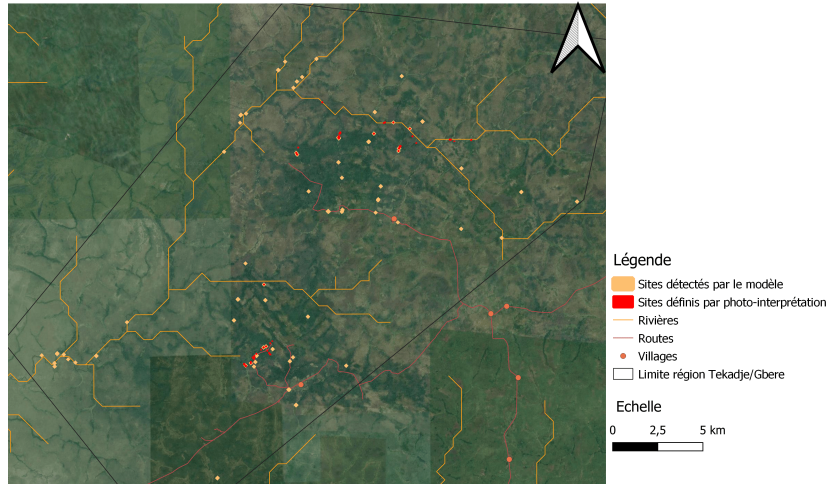 Légende
Sites détectés par le modèle
Sites définis par photo-interprétation
Rivières
Routes
Villages
Limite région Tekadje/Gbere
Echelle
0 2,5 5 km